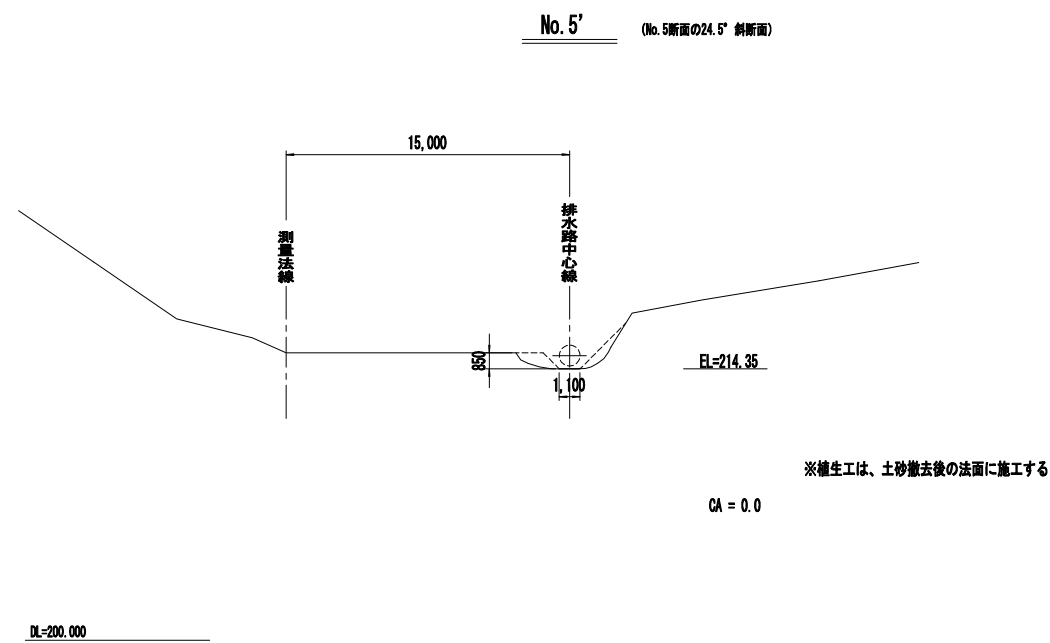 No.5' (No.5断面の24.5° 斜断面)
15,000
測量法線
排水路中心線
850
1,100
EL=214.35
※植生工は、土砂撤去後の法面に施工する
CA = 0.0
DL=200.000